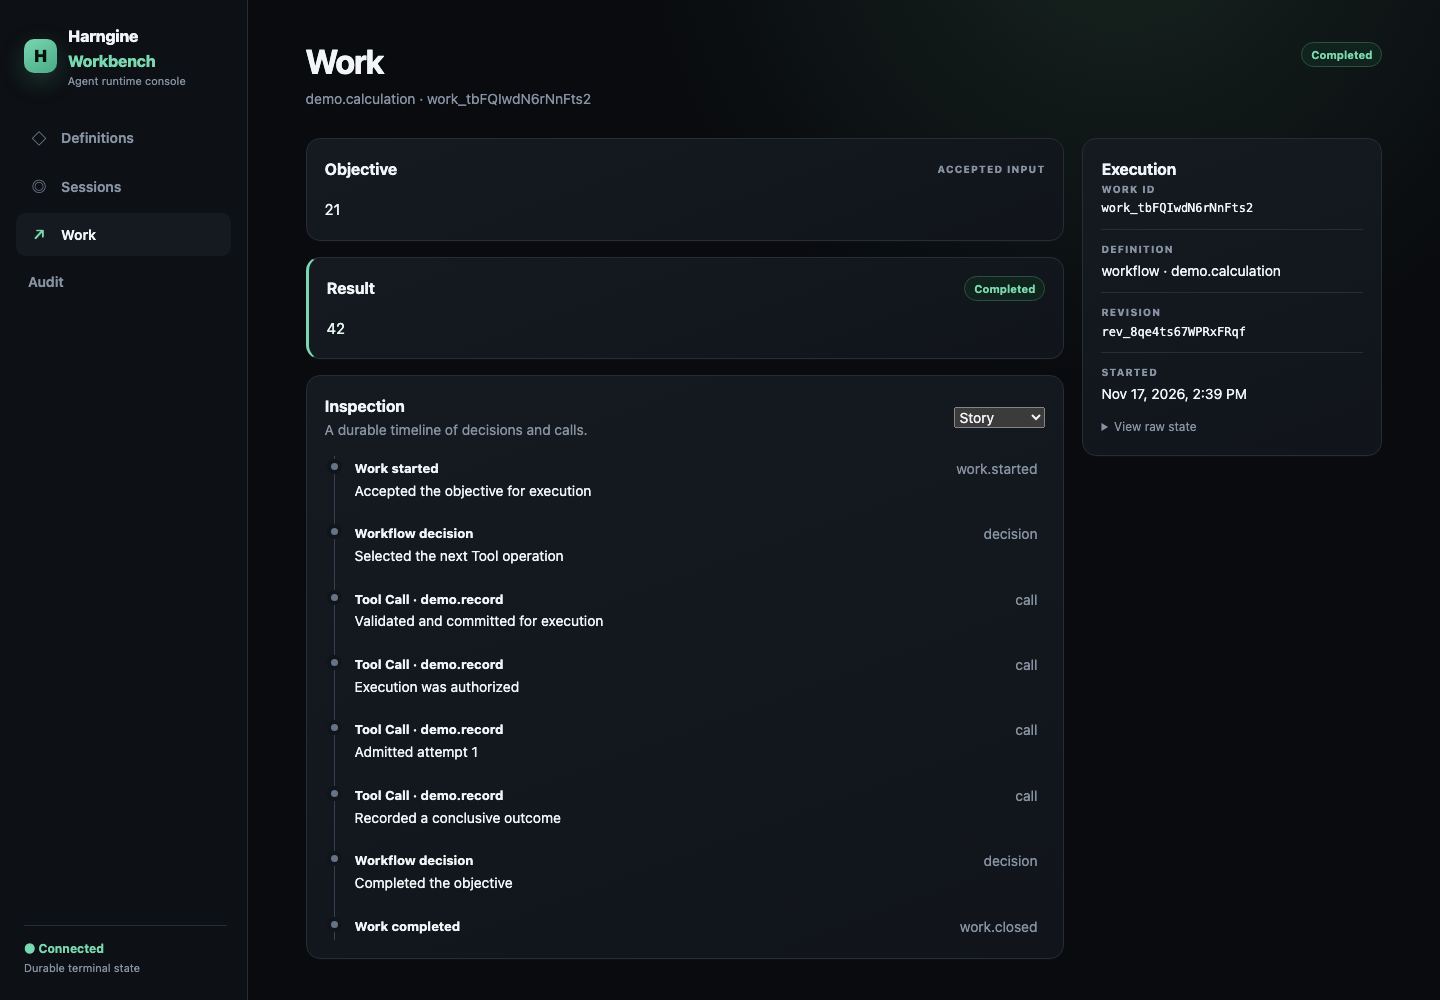 H
Harngine
Workbench
Agent runtime console
Definitions
Sessions
Work
Audit
Connected
Durable terminal state
Work
Completed
demo.calculation · work_tbFQIwdN6rNnFts2
Objective
ACCEPTED INPUT
21
Result
Completed
42
Inspection
A durable timeline of decisions and calls.
Story
Work started
work.started
Accepted the objective for execution
Workflow decision
decision
Selected the next Tool operation
Tool Call · demo.record
call
Validated and committed for execution
Tool Call · demo.record
call
Execution was authorized
Tool Call · demo.record
call
Admitted attempt 1
Tool Call · demo.record
call
Recorded a conclusive outcome
Workflow decision
decision
Completed the objective
Work completed
work.closed
Execution
WORK ID
work_tbFQIwdN6rNnFts2
DEFINITION
workflow · demo.calculation
REVISION
rev_8qe4ts67WPRxFRqf
STARTED
Nov 17, 2026, 2:39 PM
View raw state